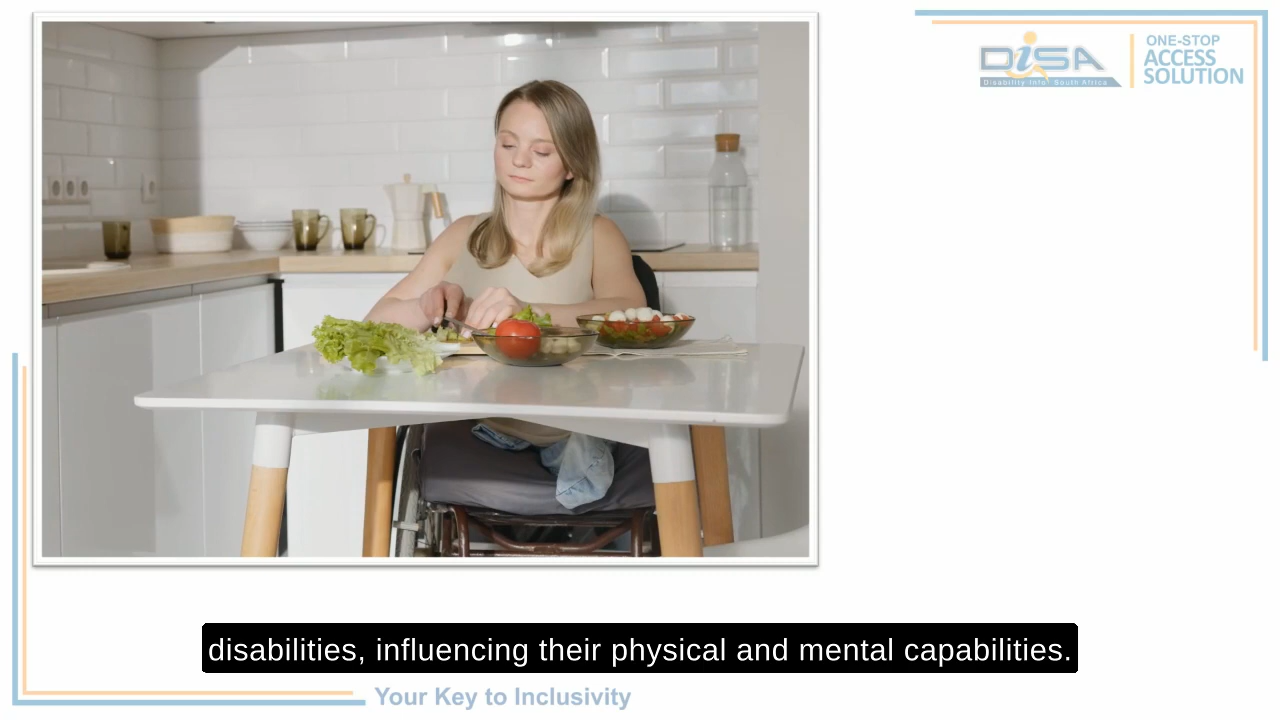 DiSA
Disability Info South Africa
ONE-STOP
ACCESS
SOLUTION
disabilities, influencing their physical and mental capabilities.
Your Key to Inclusivity